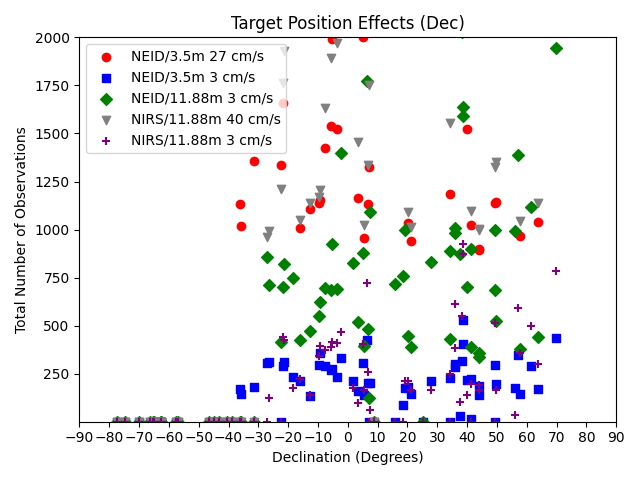 Target Position Effects (Dec)
NEID/3.5m 27 cm/s
NEID/3.5m 3 cm/s
NEID/11.88m 3 cm/s
NIRS/11.88m 40 cm/s
NIRS/11.88m 3 cm/s
Total Number of Observations
2000
1750
1500
1250
1000
750
500
250
−90 −80 −70 −60 −50 −40 −30 −20 −10 0 10 20 30 40 50 60 70 80 90
Declination (Degrees)